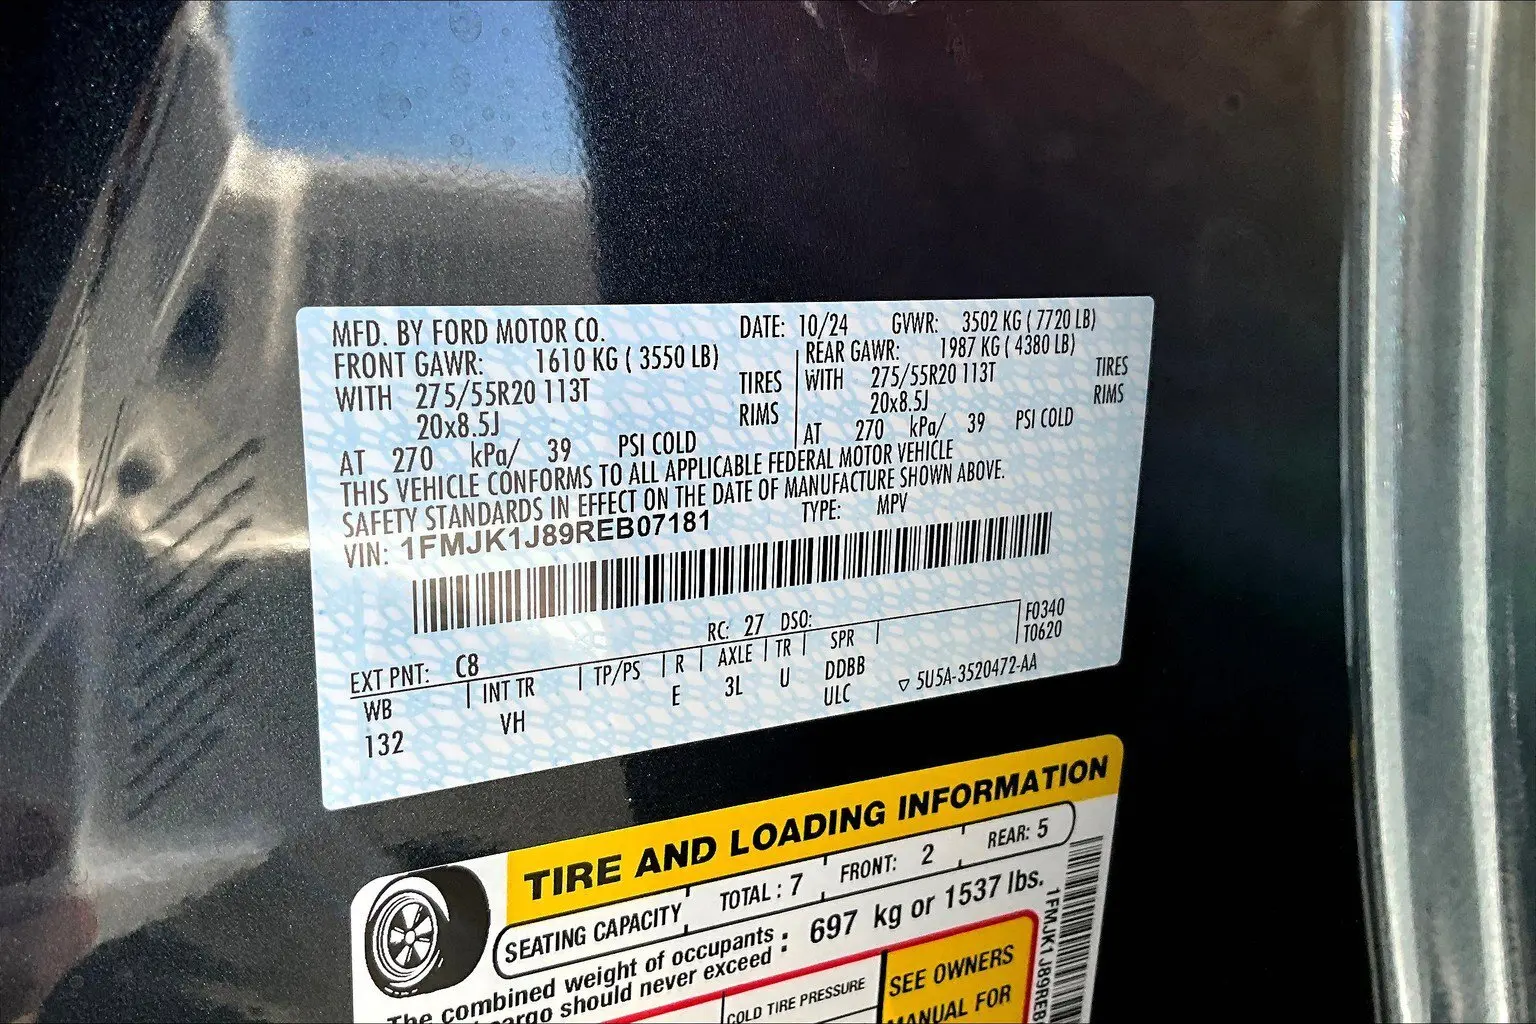 MFD. BY FORD MOTOR CO. DATE: 10/24 GVWR: 3502 KG ( 7720 LB)
FRONT GAWR: 1610 KG ( 3550 LB) REAR GAWR: 1987 KG ( 4380 LB)
WITH 275/55R20 113T TIRES WITH 275/55R20 113T TIRES
20x8.5J RIMS 20x8.5J RIMS
AT 270 kPa/ 39 PSI COLD AT 270 kPa/ 39 PSI COLD
THIS VEHICLE CONFORMS TO ALL APPLICABLE FEDERAL MOTOR VEHICLE
SAFETY STANDARDS IN EFFECT ON THE DATE OF MANUFACTURE SHOWN ABOVE.
VIN: 1FMJK1J89REB07181 TYPE: MPV
EXT PNT: C8 RC: 27 DSO: F0340
T0620
WB INT TR TP/PS R AXLE TR SPR
132 VH E 3L U DDBB
ULC ▽ 5U5A-3520472-AA
TIRE AND LOADING INFORMATION
SEATING CAPACITY TOTAL : 7 FRONT: 2 REAR: 5
The combined weight of occupants
cargo should never exceed : 697 kg or 1537 lbs.
COLD TIRE PRESSURE
SEE OWNERS
MANUAL FOR
1FMJK1J89REB